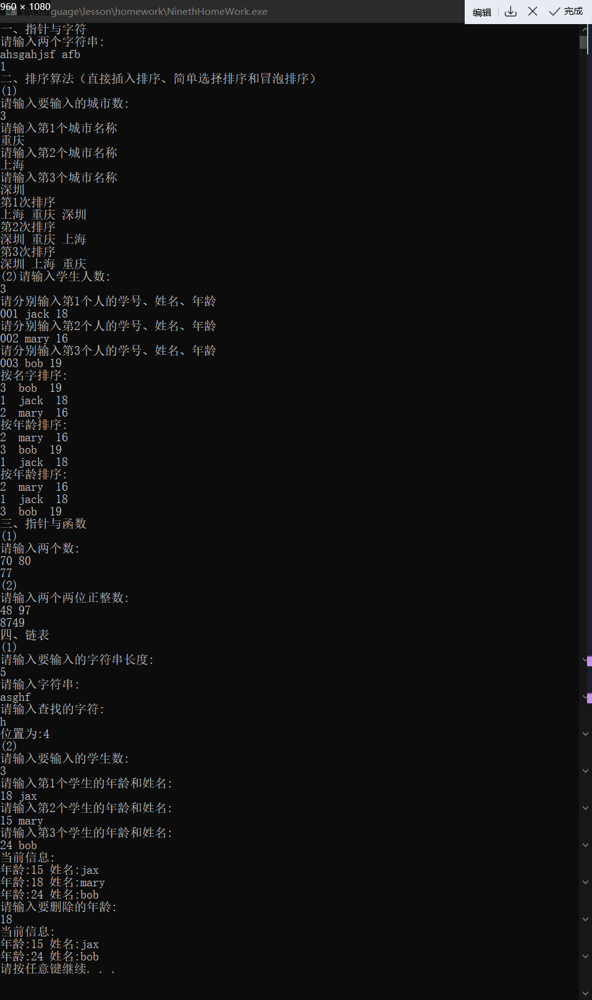 960 × 1080
s:\Clanguage\lesson\homework\NinethHomeWork.exe
编辑
完成
一、指针与字符
请输入两个字符串:
ahsgahjsf afb
1
二、排序算法（直接插入排序、简单选择排序和冒泡排序）
(1)
请输入要输入的城市数:
3
请输入第1个城市名称
重庆
请输入第2个城市名称
上海
请输入第3个城市名称
深圳
第1次排序
上海 重庆 深圳
第2次排序
深圳 重庆 上海
第3次排序
深圳 上海 重庆
(2)请输入学生人数:
3
请分别输入第1个人的学号、姓名、年龄
001 jack 18
请分别输入第2个人的学号、姓名、年龄
002 mary 16
请分别输入第3个人的学号、姓名、年龄
003 bob 19
按名字排序:
3  bob  19
1  jack  18
2  mary  16
按年龄排序:
2  mary  16
3  bob  19
1  jack  18
按年龄排序:
2  mary  16
1  jack  18
3  bob  19
三、指针与函数
(1)
请输入两个数:
70 80
77
(2)
请输入两个两位正整数:
48 97
8749
四、链表
(1)
请输入要输入的字符串长度:
5
请输入字符串:
asghf
请输入查找的字符:
h
位置为:4
(2)
请输入要输入的学生数:
3
请输入第1个学生的年龄和姓名:
18 jax
请输入第2个学生的年龄和姓名:
15 mary
请输入第3个学生的年龄和姓名:
24 bob
当前信息:
年龄:15 姓名:jax
年龄:18 姓名:mary
年龄:24 姓名:bob
请输入要删除的年龄:
18
当前信息:
年龄:15 姓名:jax
年龄:24 姓名:bob
请按任意键继续. . .